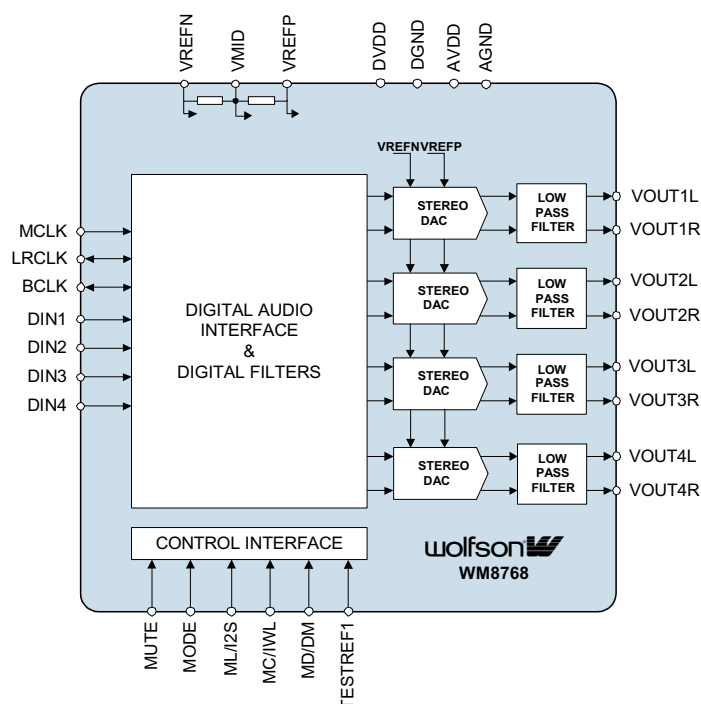 VREFN
VMID
VREFP
DVDD
DGND
AVDD
AGND
VREFNVREFP
MCLK
LRCLK
BCLK
DIN1
DIN2
DIN3
DIN4
DIGITAL AUDIO
INTERFACE
&
DIGITAL FILTERS
STEREO
DAC
LOW
PASS
FILTER
VOUT1L
VOUT1R
STEREO
DAC
LOW
PASS
FILTER
VOUT2L
VOUT2R
STEREO
DAC
LOW
PASS
FILTER
VOUT3L
VOUT3R
STEREO
DAC
LOW
PASS
FILTER
VOUT4L
VOUT4R
CONTROL INTERFACE
wolfson
WM8768
MUTE
MODE
ML/I2S
MC/IWL
MD/DM
TESTREF1